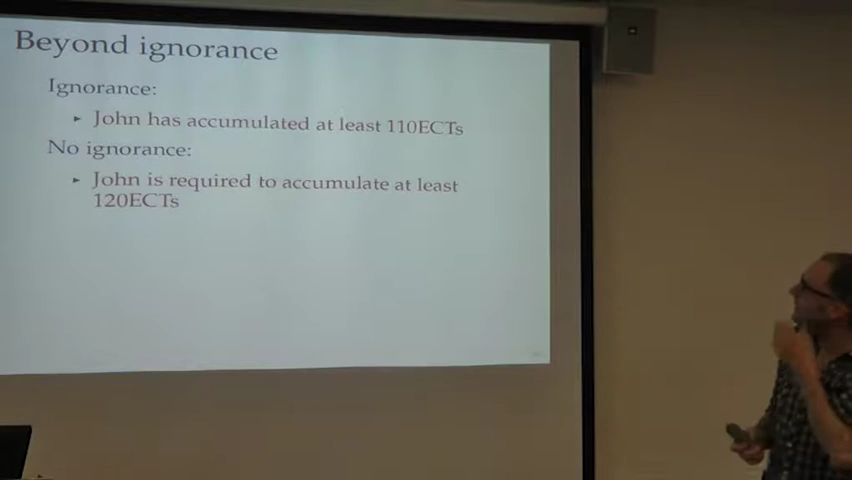 Beyond ignorance
Ignorance:
▸ John has accumulated at least 110ECTs
No ignorance:
▸ John is required to accumulate at least
120ECTs